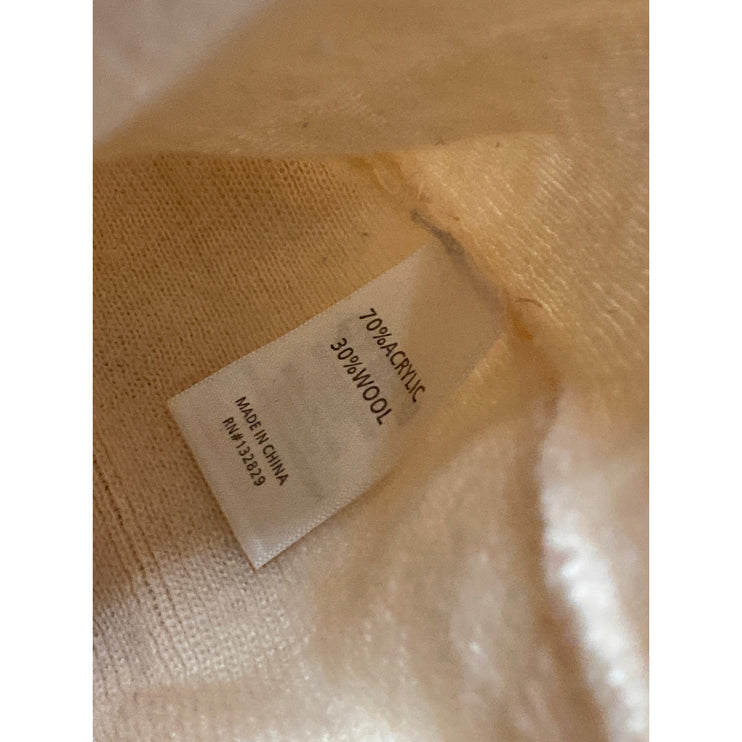 70%ACRYLIC
30%WOOL
MADE IN CHINA
RN#132829